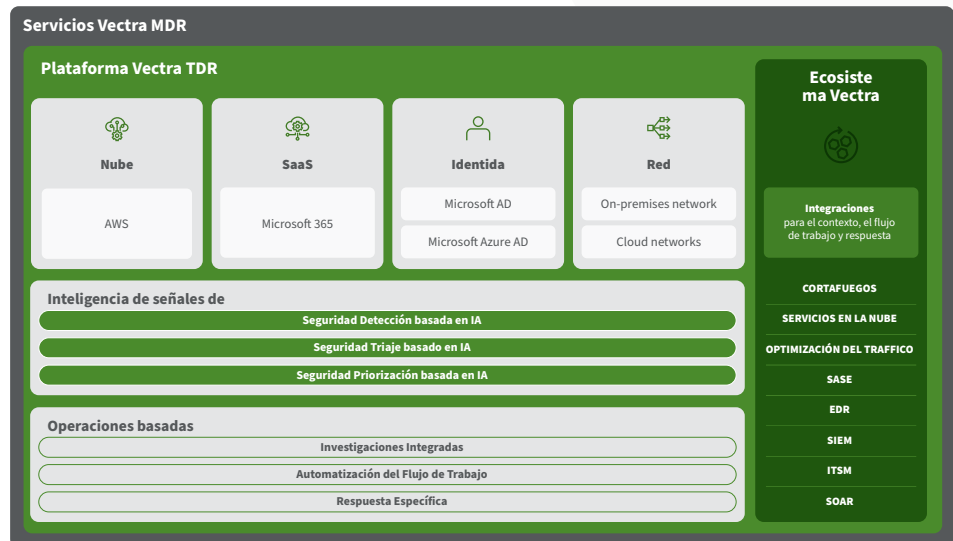 Servicios Vectra MDR
Plataforma Vectra TDR
Nube
AWS
SaaS
Microsoft 365
Identida
Microsoft AD
Microsoft Azure AD
Red
On-premises network
Cloud networks
Inteligencia de señales de
Seguridad Detección basada en IA
Seguridad Triaje basado en IA
Seguridad Priorización basada en IA
Operaciones basadas
Investigaciones Integradas
Automatización del Flujo de Trabajo
Respuesta Específica
Ecosiste
ma Vectra
Integraciones
para el contexto, el flujo
de trabajo y respuesta
CORTAFUEGOS
SERVICIOS EN LA NUBE
OPTIMIZACIÓN DEL TRAFFICO
SASE
EDR
SIEM
ITSM
SOAR